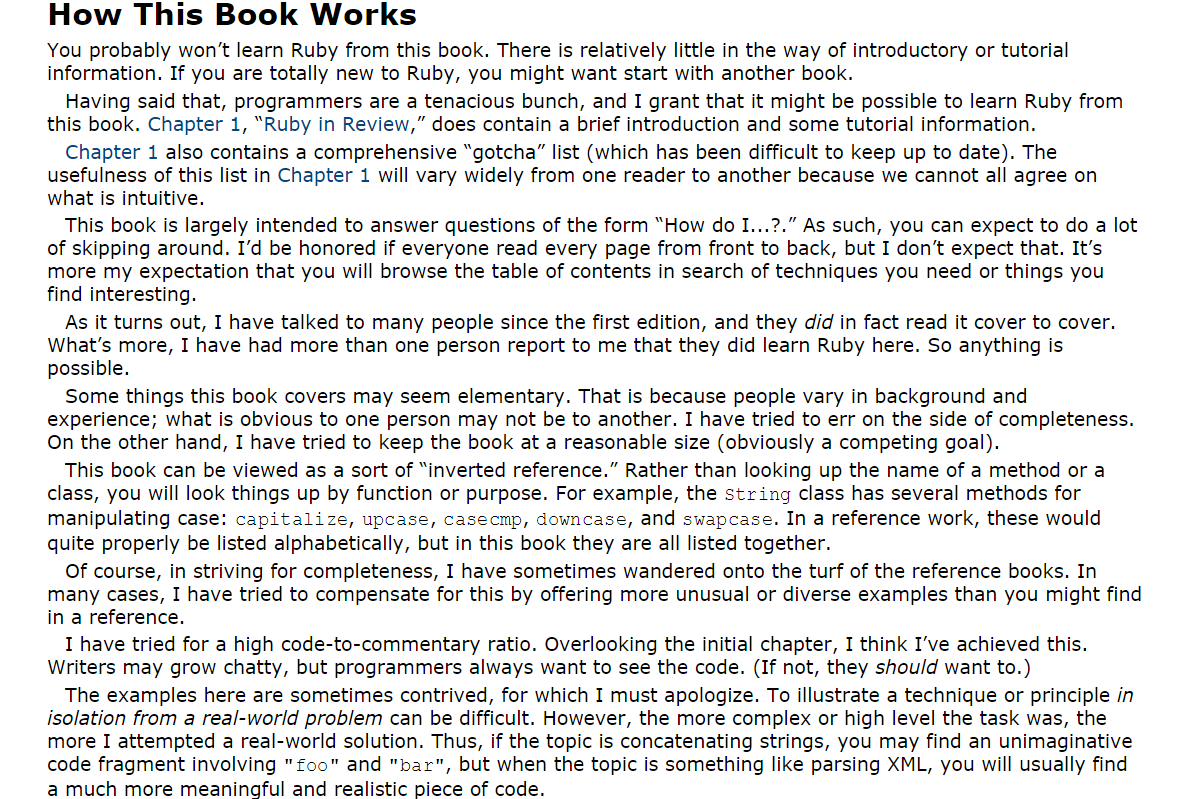 How This Book Works
You probably won’t learn Ruby from this book. There is relatively little in the way of introductory or tutorial
information. If you are totally new to Ruby, you might want start with another book.
Having said that, programmers are a tenacious bunch, and I grant that it might be possible to learn Ruby from
this book. Chapter 1, “Ruby in Review,” does contain a brief introduction and some tutorial information.
Chapter 1 also contains a comprehensive “gotcha” list (which has been difficult to keep up to date). The
usefulness of this list in Chapter 1 will vary widely from one reader to another because we cannot all agree on
what is intuitive.
This book is largely intended to answer questions of the form “How do I...?.” As such, you can expect to do a lot
of skipping around. I’d be honored if everyone read every page from front to back, but I don’t expect that. It’s
more my expectation that you will browse the table of contents in search of techniques you need or things you
find interesting.
As it turns out, I have talked to many people since the first edition, and they did in fact read it cover to cover.
What’s more, I have had more than one person report to me that they did learn Ruby here. So anything is
possible.
Some things this book covers may seem elementary. That is because people vary in background and
experience; what is obvious to one person may not be to another. I have tried to err on the side of completeness.
On the other hand, I have tried to keep the book at a reasonable size (obviously a competing goal).
This book can be viewed as a sort of “inverted reference.” Rather than looking up the name of a method or a
class, you will look things up by function or purpose. For example, the String class has several methods for
manipulating case: capitalize, upcase, casecmp, downcase, and swapcase. In a reference work, these would
quite properly be listed alphabetically, but in this book they are all listed together.
Of course, in striving for completeness, I have sometimes wandered onto the turf of the reference books. In
many cases, I have tried to compensate for this by offering more unusual or diverse examples than you might find
in a reference.
I have tried for a high code-to-commentary ratio. Overlooking the initial chapter, I think I’ve achieved this.
Writers may grow chatty, but programmers always want to see the code. (If not, they should want to.)
The examples here are sometimes contrived, for which I must apologize. To illustrate a technique or principle in
isolation from a real-world problem can be difficult. However, the more complex or high level the task was, the
more I attempted a real-world solution. Thus, if the topic is concatenating strings, you may find an unimaginative
code fragment involving "foo" and "bar", but when the topic is something like parsing XML, you will usually find
a much more meaningful and realistic piece of code.